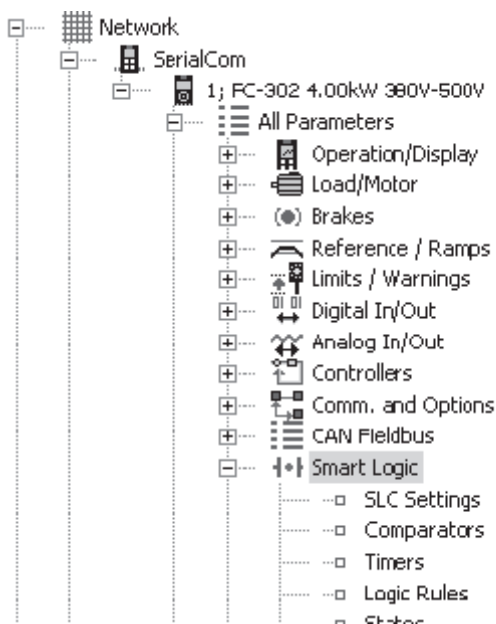 Network
SerialCom
1; FC-302 4.00kW 380V-500V
All Parameters
Operation/Display
Load/Motor
Brakes
Reference / Ramps
Limits / Warnings
Digital In/Out
Analog In/Out
Controllers
Comm. and Options
CAN Fieldbus
Smart Logic
SLC Settings
Comparators
Timers
Logic Rules
States